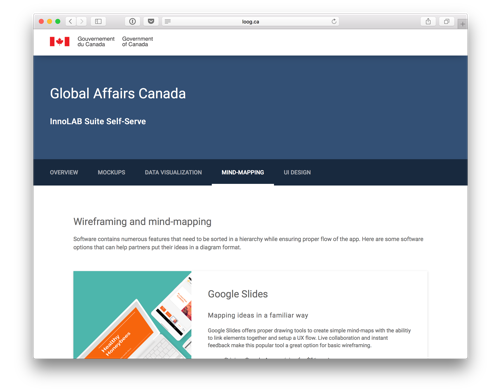 loog.ca
Gouvernement Government
du Canada of Canada
Global Affairs Canada
InnoLAB Suite Self-Serve
OVERVIEW MOCKUPS DATA VISUALIZATION MIND-MAPPING UI DESIGN
Wireframing and mind-mapping
Software contains numerous features that need to be sorted in a hierarchy while ensuring proper flow of the app. Here are some software
options that can help partners put their ideas in a diagram format.
Google Slides
Mapping ideas in a familiar way
Google Slides offers proper drawing tools to create simple mind-maps with the ability
to link elements together and setup a UX flow. Live collaboration and instant
feedback make this popular tool a great option for basic wireframing.
Healthy
Honeybees